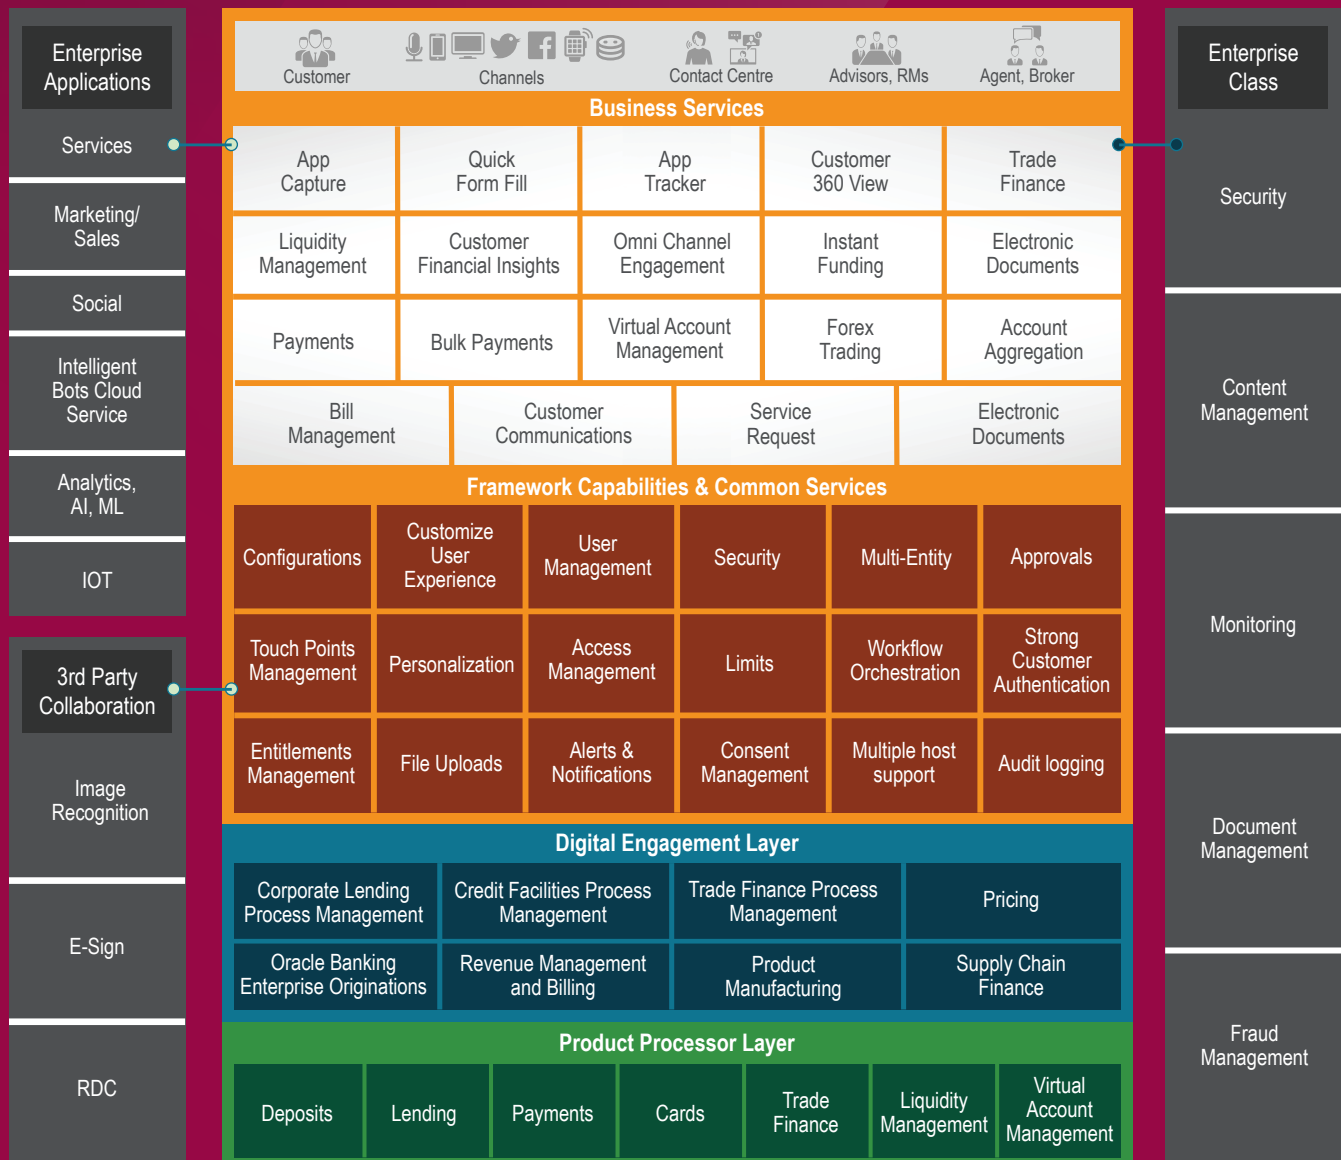 Enterprise
Applications
Services
Marketing/
Sales
Social
Intelligent
Bots Cloud
Service
Analytics,
AI, ML
IOT
3rd Party
Collaboration
Image
Recognition
E-Sign
RDC
Customer
Channels
Contact Centre
Advisors, RMs
Agent, Broker
Business Services
App
Capture
Quick
Form Fill
App
Tracker
Customer
360 View
Trade
Finance
Liquidity
Management
Customer
Financial Insights
Omni Channel
Engagement
Instant
Funding
Electronic
Documents
Payments
Bulk Payments
Virtual Account
Management
Forex
Trading
Account
Aggregation
Bill
Management
Customer
Communications
Service
Request
Electronic
Documents
Framework Capabilities & Common Services
Configurations
Customize
User
Experience
User
Management
Security
Multi-Entity
Approvals
Touch Points
Management
Personalization
Access
Management
Limits
Workflow
Orchestration
Strong
Customer
Authentication
Entitlements
Management
File Uploads
Alerts &
Notifications
Consent
Management
Multiple host
support
Audit logging
Digital Engagement Layer
Corporate Lending
Process Management
Credit Facilities Process
Management
Trade Finance Process
Management
Pricing
Oracle Banking
Enterprise Originations
Revenue Management
and Billing
Product
Manufacturing
Supply Chain
Finance
Product Processor Layer
Deposits
Lending
Payments
Cards
Trade
Finance
Liquidity
Management
Virtual
Account
Management
Enterprise
Class
Security
Content
Management
Monitoring
Document
Management
Fraud
Management